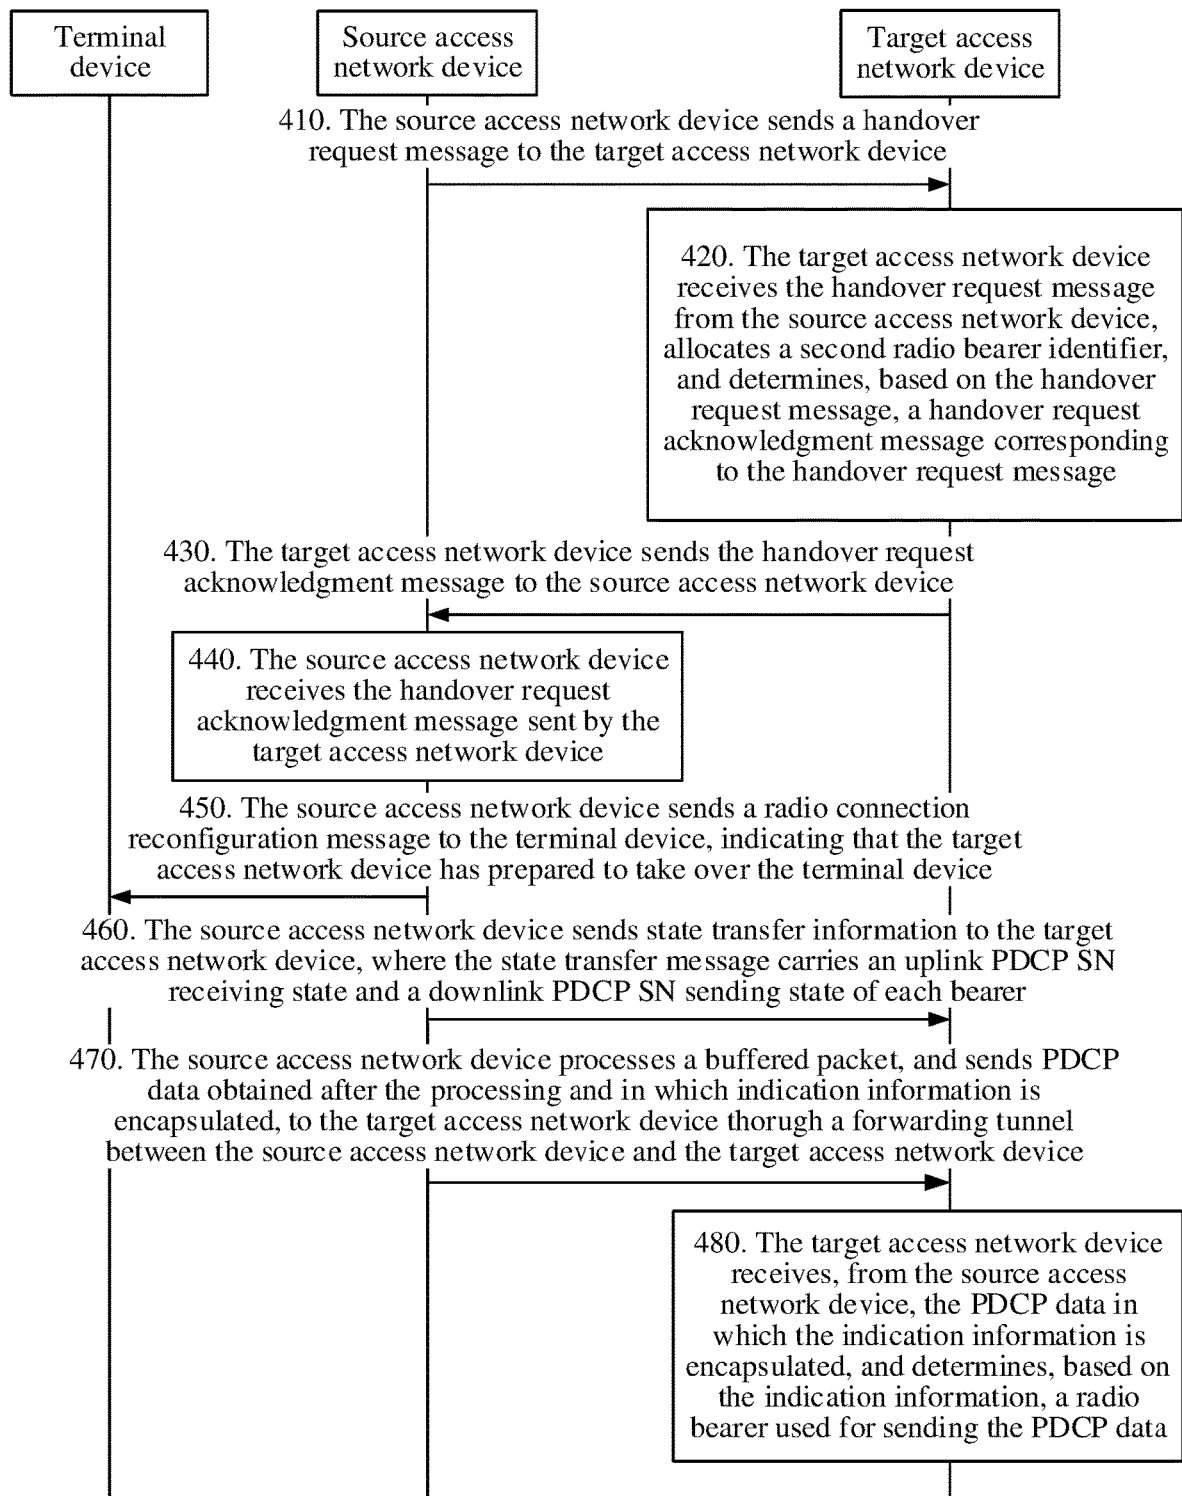 Terminal
device
Source access
network device
Target access
network device
410. The source access network device sends a handover
request message to the target access network device
420. The target access network device
receives the handover request message
from the source access network device,
allocates a second radio bearer identifier,
and determines, based on the handover
request message, a handover request
acknowledgment message corresponding
to the handover request message
430. The target access network device sends the handover request
acknowledgment message to the source access network device
440. The source access network device
receives the handover request
acknowledgment message sent by the
target access network device
450. The source access network device sends a radio connection
reconfiguration message to the terminal device, indicating that the target
access network device has prepared to take over the terminal device
460. The source access network device sends state transfer information to the target
access network device, where the state transfer message carries an uplink PDCP SN
receiving state and a downlink PDCP SN sending state of each bearer
470. The source access network device processes a buffered packet, and sends PDCP
data obtained after the processing and in which indication information is
encapsulated, to the target access network device thorugh a forwarding tunnel
between the source access network device and the target access network device
480. The target access network device
receives, from the source access
network device, the PDCP data in
which the indication information is
encapsulated, and determines, based on
the indication information, a radio
bearer used for sending the PDCP data